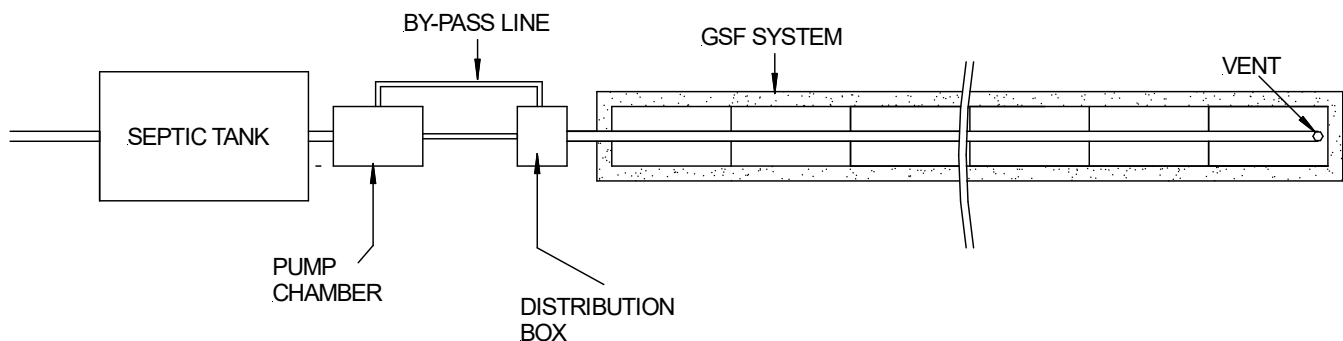 BY-PASS LINE
GSF SYSTEM
VENT
SEPTIC TANK
PUMP
CHAMBER
DISTRIBUTION
BOX